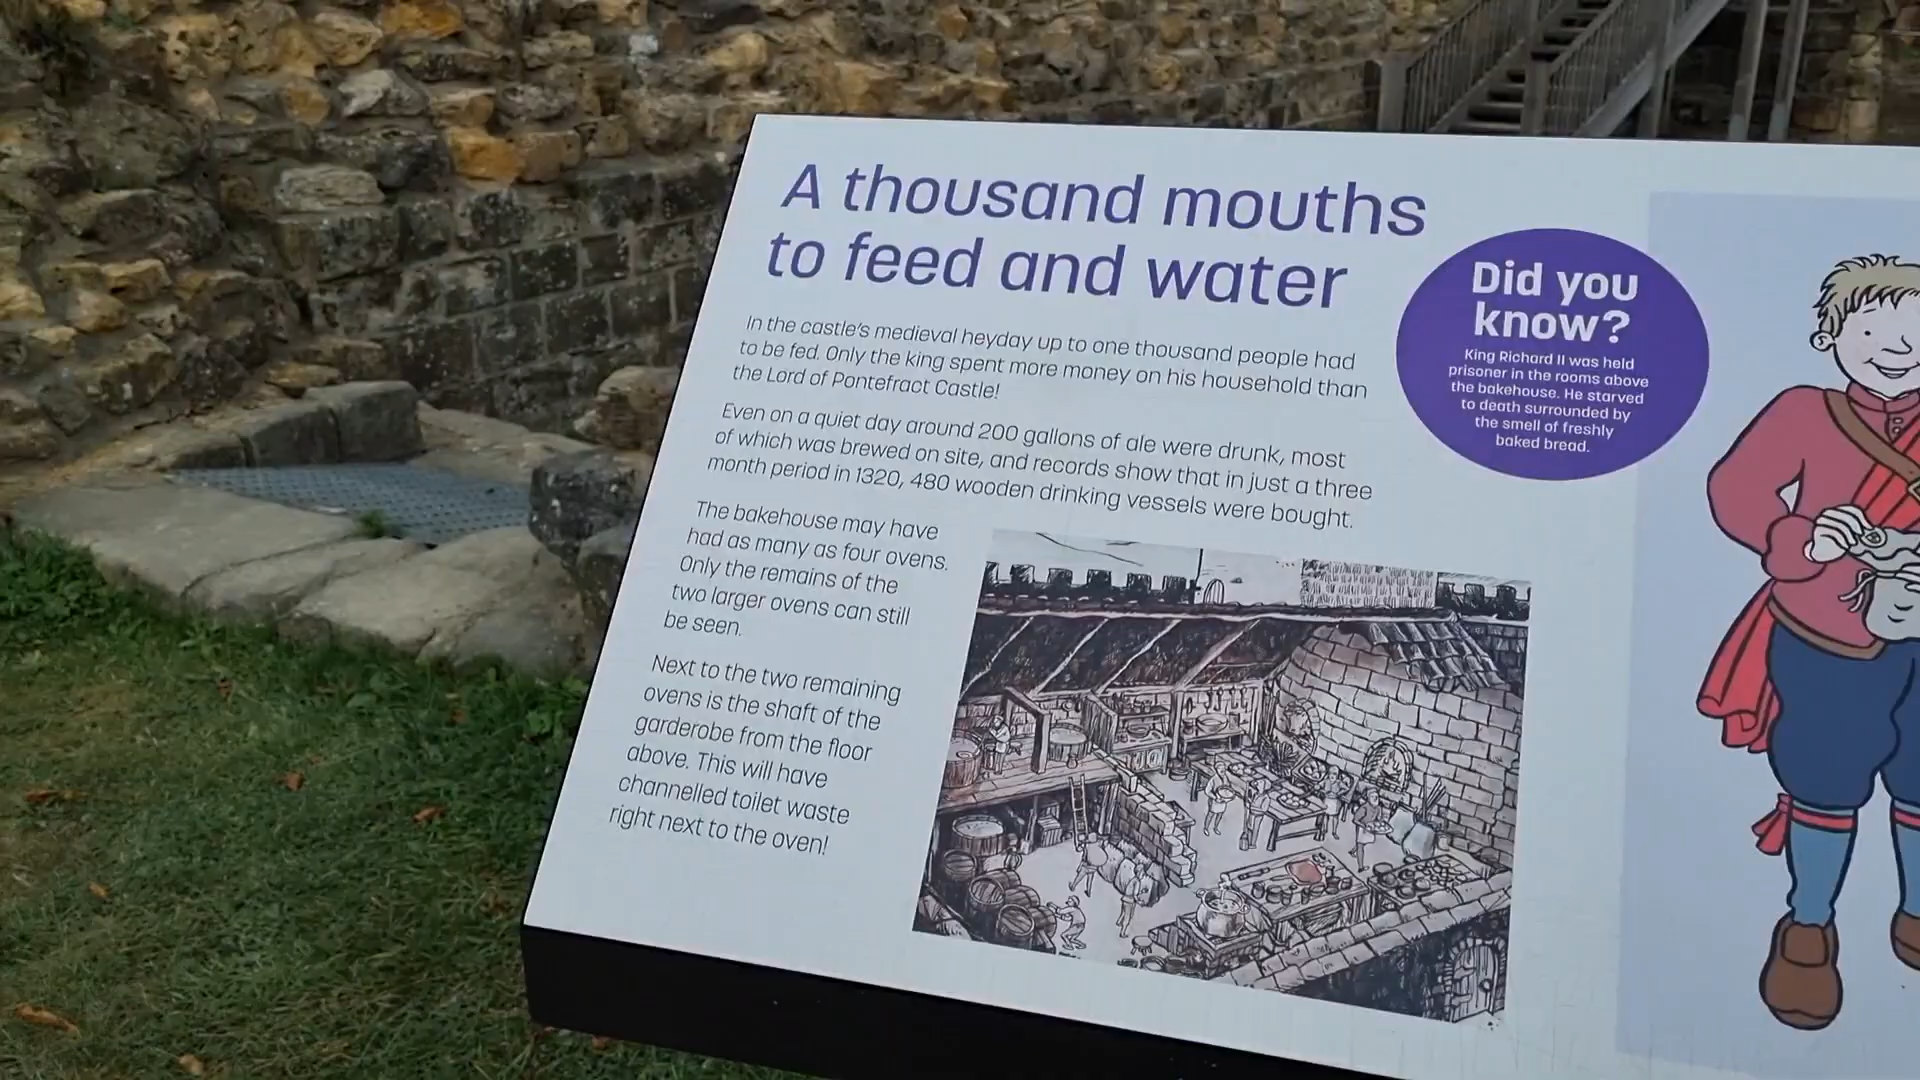 A thousand mouths
to feed and water
In the castle's medieval heyday up to one thousand people had
to be fed. Only the king spent more money on his household than
the Lord of Pontefract Castle!
Even on a quiet day around 200 gallons of ale were drunk, most
of which was brewed on site, and records show that in just a three
month period in 1320, 480 wooden drinking vessels were bought.
The bakehouse may have
had as many as four ovens.
Only the remains of the
two larger ovens can still
be seen.
Next to the two remaining
ovens is the shaft of the
garderobe from the floor
above. This will have
channelled toilet waste
right next to the oven!
Did you
know?
King Richard II was held
prisoner in the rooms above
the bakehouse. He starved
to death surrounded by
the smell of freshly
baked bread.